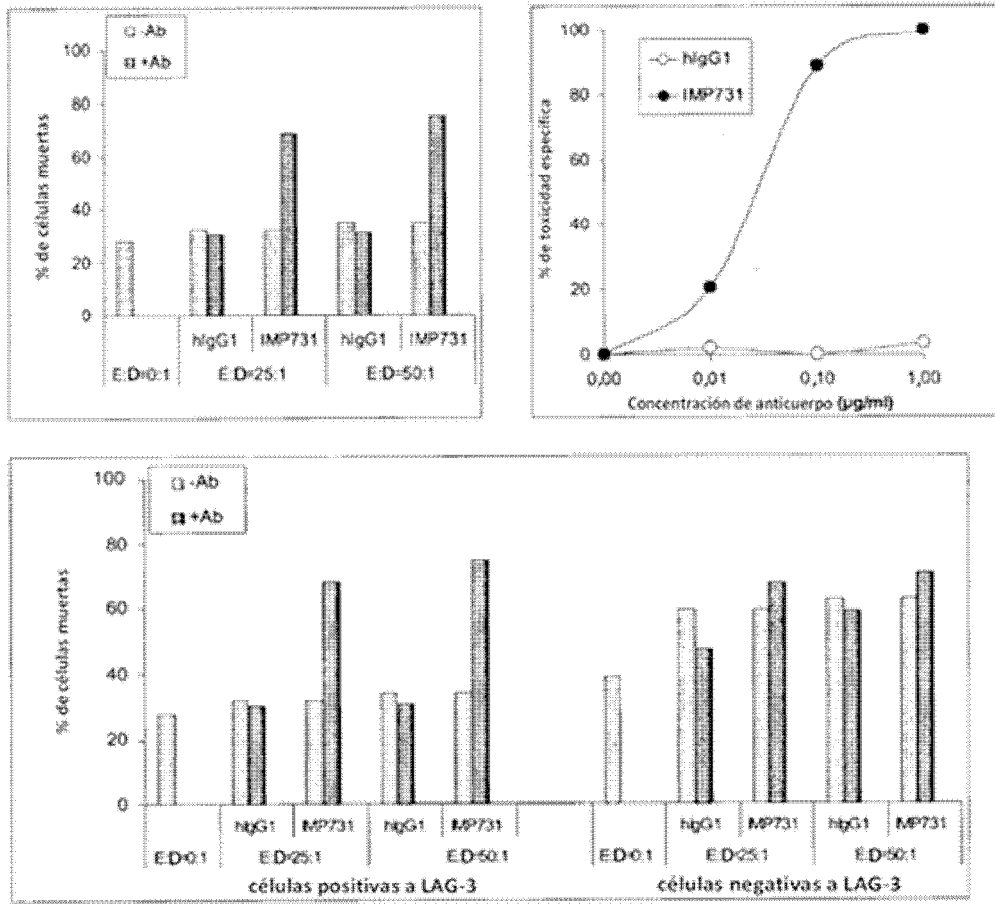 -Ab
+Ab
% de células muertas
100
80
60
40
20
0
hIgG1 IMP731 hIgG1 IMP731
E:D=0:1 E:D=25:1 E:D=50:1
hIgG1
IMP731
% de toxicidad especifica
100
80
60
40
20
0
0,00 0,01 0,10 1,00
Concentración de anticuerpo (µg/ml)
-Ab
+Ab
% de células muertas
100
80
60
40
20
0
hIgG1 IMP731 hIgG1 IMP731 hIgG1 IMP731 hIgG1 IMP731
E:D=0:1 E:D=25:1 E:D=50:1 E:D=0:1 E:D=25:1 E:D=50:1
células positivas a LAG-3 células negativas a LAG-3